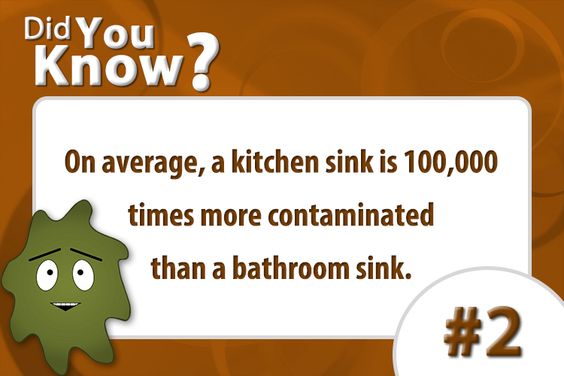 Did You
Know?
On average, a kitchen sink is 100,000
times more contaminated
than a bathroom sink.
#2